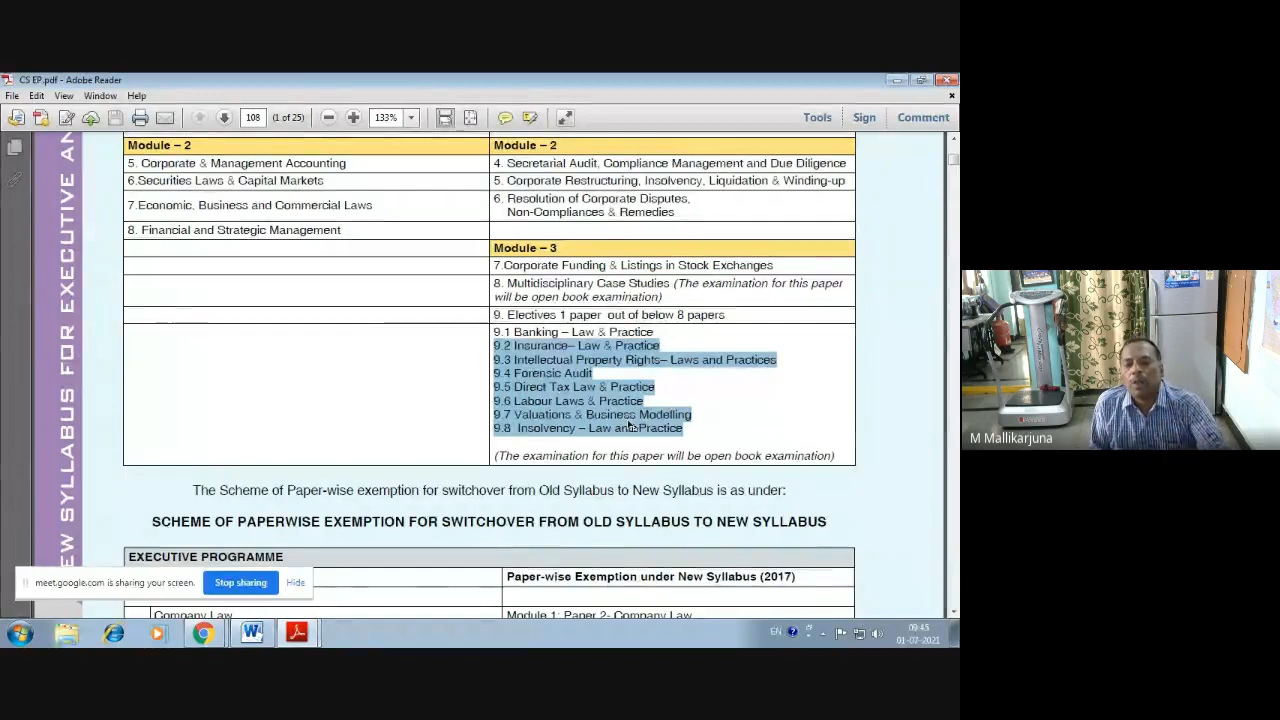 CS EP.pdf - Adobe Reader
File Edit View Window Help
108 (1 of 25) 133% Tools Sign Comment
NEW SYLLABUS FOR EXECUTIVE AN
Module – 2
5. Corporate & Management Accounting
6.Securities Laws & Capital Markets
7.Economic, Business and Commercial Laws
8. Financial and Strategic Management
Module – 2
4. Secretarial Audit, Compliance Management and Due Diligence
5. Corporate Restructuring, Insolvency, Liquidation & Winding-up
6. Resolution of Corporate Disputes,
Non-Compliances & Remedies
Module – 3
7.Corporate Funding & Listings in Stock Exchanges
8. Multidisciplinary Case Studies (The examination for this paper
will be open book examination)
9. Electives 1 paper out of below 8 papers
9.1 Banking – Law & Practice
9.2 Insurance– Law & Practice
9.3 Intellectual Property Rights– Laws and Practices
9.4 Forensic Audit
9.5 Direct Tax Law & Practice
9.6 Labour Laws & Practice
9.7 Valuations & Business Modelling
9.8 Insolvency – Law and Practice
(The examination for this paper will be open book examination)
The Scheme of Paper-wise exemption for switchover from Old Syllabus to New Syllabus is as under:
SCHEME OF PAPERWISE EXEMPTION FOR SWITCHOVER FROM OLD SYLLABUS TO NEW SYLLABUS
EXECUTIVE PROGRAMME
Paper-wise Exemption under New Syllabus (2017)
Company Law
Module 1: Paper 2- Company Law
meet.google.com is sharing your screen. Stop sharing Hide
EN 09:45
01-07-2021
M Mallikarjuna